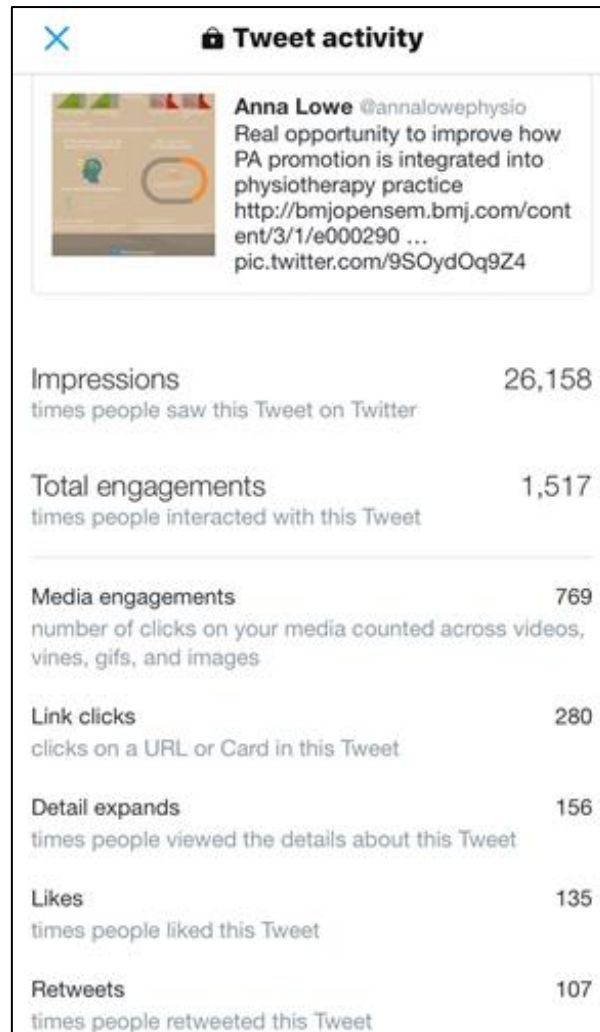 Tweet activity
Anna Lowe @annalowephysio
Real opportunity to improve how
PA promotion is integrated into
physiotherapy practice
http://bmjopensem.bmj.com/cont
ent/3/1/e000290 ...
pic.twitter.com/9SOydOq9Z4
Impressions 26,158
times people saw this Tweet on Twitter
Total engagements 1,517
times people interacted with this Tweet
Media engagements 769
number of clicks on your media counted across videos,
vines, gifs, and images
Link clicks 280
clicks on a URL or Card in this Tweet
Detail expands 156
times people viewed the details about this Tweet
Likes 135
times people liked this Tweet
Retweets 107
times people retweeted this Tweet